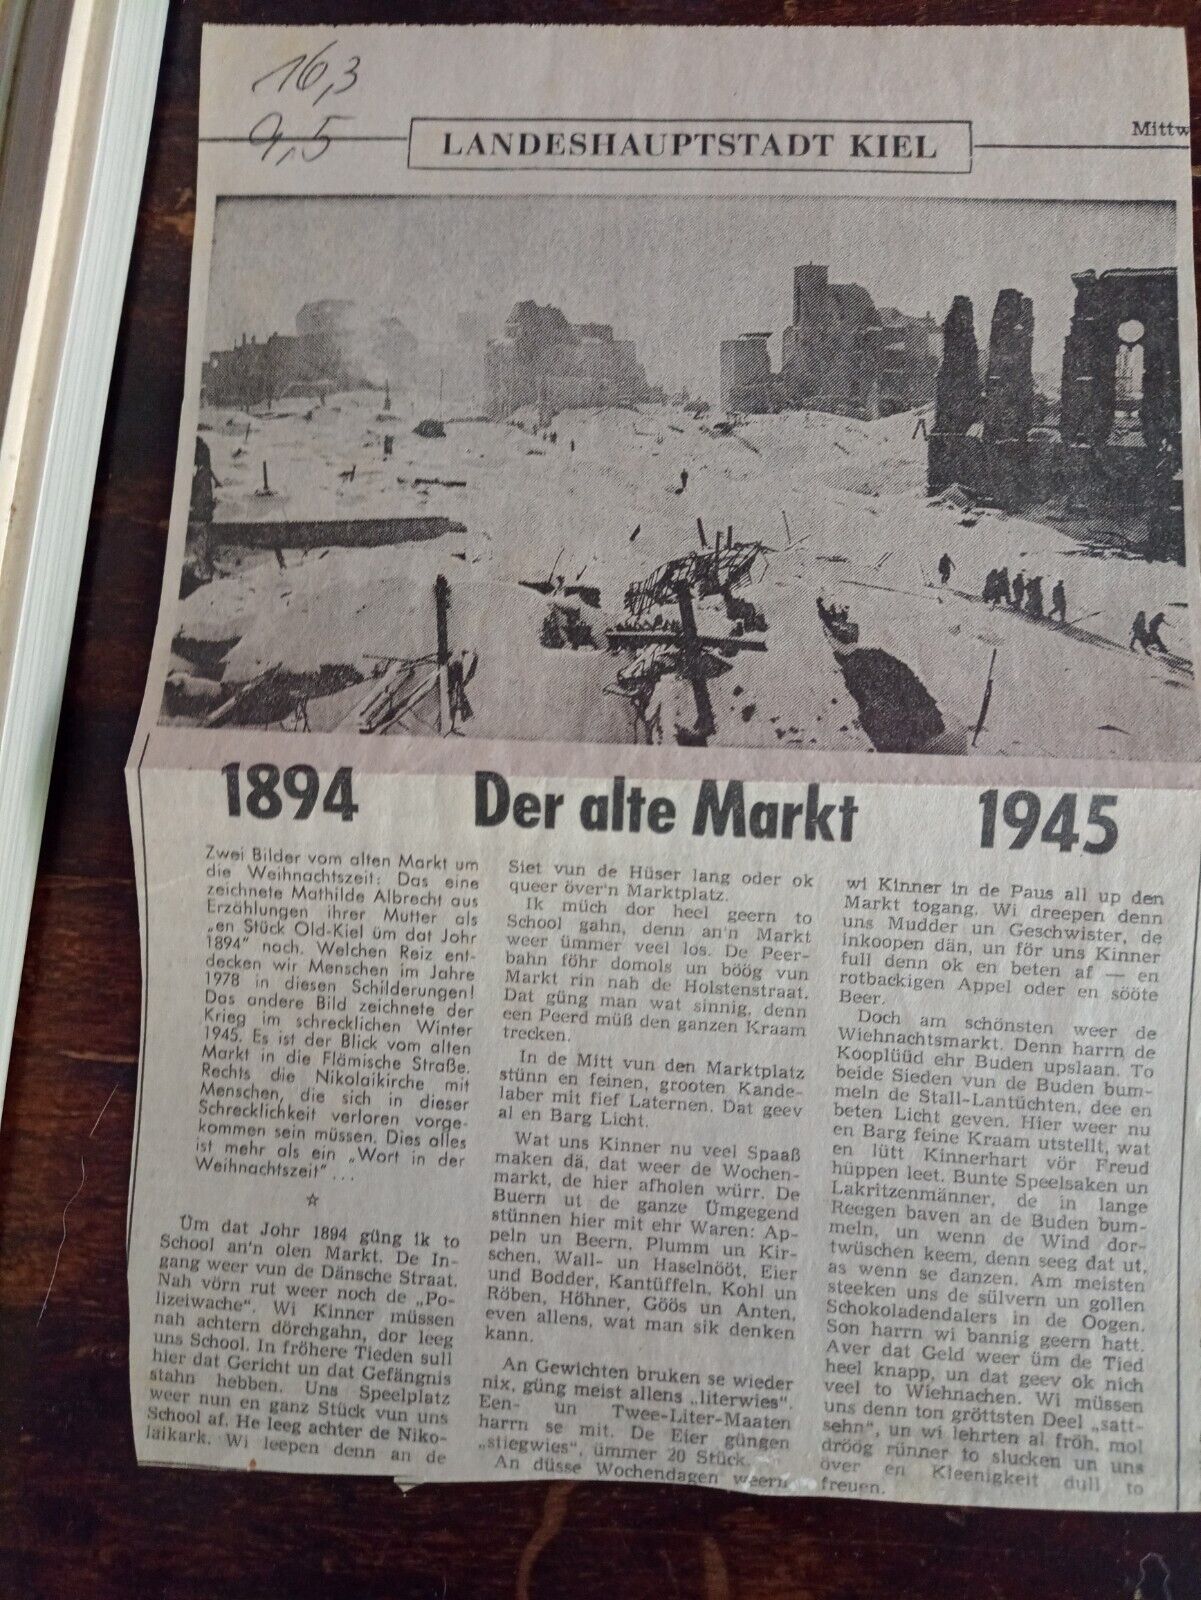 16,3
9,5
LANDESHAUPTSTADT KIEL
Mittw
1894 Der alte Markt 1945
Zwei Bilder vom alten Markt um
die Weihnachtszeit: Das eine
zeichnete Mathilde Albrecht aus
Erzählungen ihrer Mutter als
„en Stück Old-Kiel üm dat Johr
1894" nach. Welchen Reiz ent-
decken wir Menschen im Jahre
1978 in diesen Schilderungen!
Das andere Bild zeichnete der
Krieg im schrecklichen Winter
1945. Es ist der Blick vom alten
Markt in die Flämische Straße.
Rechts die Nikolaikirche mit
Menschen, die sich in dieser
Schrecklichkeit verloren vorge-
kommen sein müssen. Dies alles
ist mehr als ein „Wort in der
Weihnachtszeit" ...
☆
Üm dat Johr 1894 güng ik to
School an'n olen Markt. De In-
gang weer vun de Dänsche Straat.
Nah vörn rut weer noch de „Po-
lizeiwache". Wi Kinner müssen
nah achtern dörchgahn, dor leeg
uns School. In fröhere Tieden sull
hier dat Gericht un dat Gefängnis
stahn hebben. Uns Speelplatz
weer nun en ganz Stück vun uns
School af. He leeg achter de Niko-
laikark. Wi leepen denn an de
Siet vun de Hüser lang oder ok
queer över'n Marktplatz.
Ik müch dor heel geern to
School gahn, denn an'n Markt
weer ümmer veel los. De Peer-
bahn föhr domols un böög vun
Markt rin nah de Holstenstraat.
Dat güng man wat sinnig, denn
een Peerd müß den ganzen Kraam
trecken.
In de Mitt vun den Marktplatz
stünn en feinen, grooten Kande-
laber mit fief Laternen. Dat geev
al en Barg Licht.
Wat uns Kinner nu veel Spaaß
maken dä, dat weer de Wochen-
markt, de hier afholen würr. De
Buern ut de ganze Ümgegend
stünnen hier mit ehr Waren: Ap-
peln un Beern, Plumm un Kir-
schen, Wall- un Haselnööt, Eier
und Bodder, Kantüffeln, Kohl un
Röben, Höhner, Göös un Anten,
even allens, wat man sik denken
kann.
An Gewichten bruken se wieder
nix, güng meist allens „literwies".
Een- un Twee-Liter-Maaten
harrn se mit. De Eier güngen
„stiegwies", ümmer 20 Stück.
An düsse Wochendagen weern
wi Kinner in de Paus all up den
Markt togang. Wi dreepen denn
uns Mudder un Geschwister, de
inkoopen dän, un för uns Kinner
full denn ok en beten af — en
rotbackigen Appel oder en sööte
Beer.
Doch am schönsten weer de
Wiehnachtsmarkt. Denn harrn de
Kooplüüd ehr Buden upslaan. To
beide Sieden vun de Buden bum-
meln de Stall-Lantüchten, dee en
beten Licht geven. Hier weer nu
en Barg feine Kraam utstellt, wat
en lütt Kinnerhart vör Freud
hüppen leet. Bunte Speelsaken un
Lakritzenmänner, de in lange
Reegen baven an de Buden bum-
meln, un wenn de Wind dor-
twüschen keem, denn seeg dat ut,
as wenn se danzen. Am meisten
steeken uns de sülvern un gollen
Schokoladendalers in de Oogen.
Son harrn wi bannig geern hatt.
Aver dat Geld weer üm de Tied
heel knapp, un dat geev ok nich
veel to Wiehnachen. Wi müssen
uns denn ton gröttsten Deel „satt-
sehn", un wi lehrten al fröh, mol
dröög rünner to slucken un uns
över en Kleenigkeit dull to
freuen.